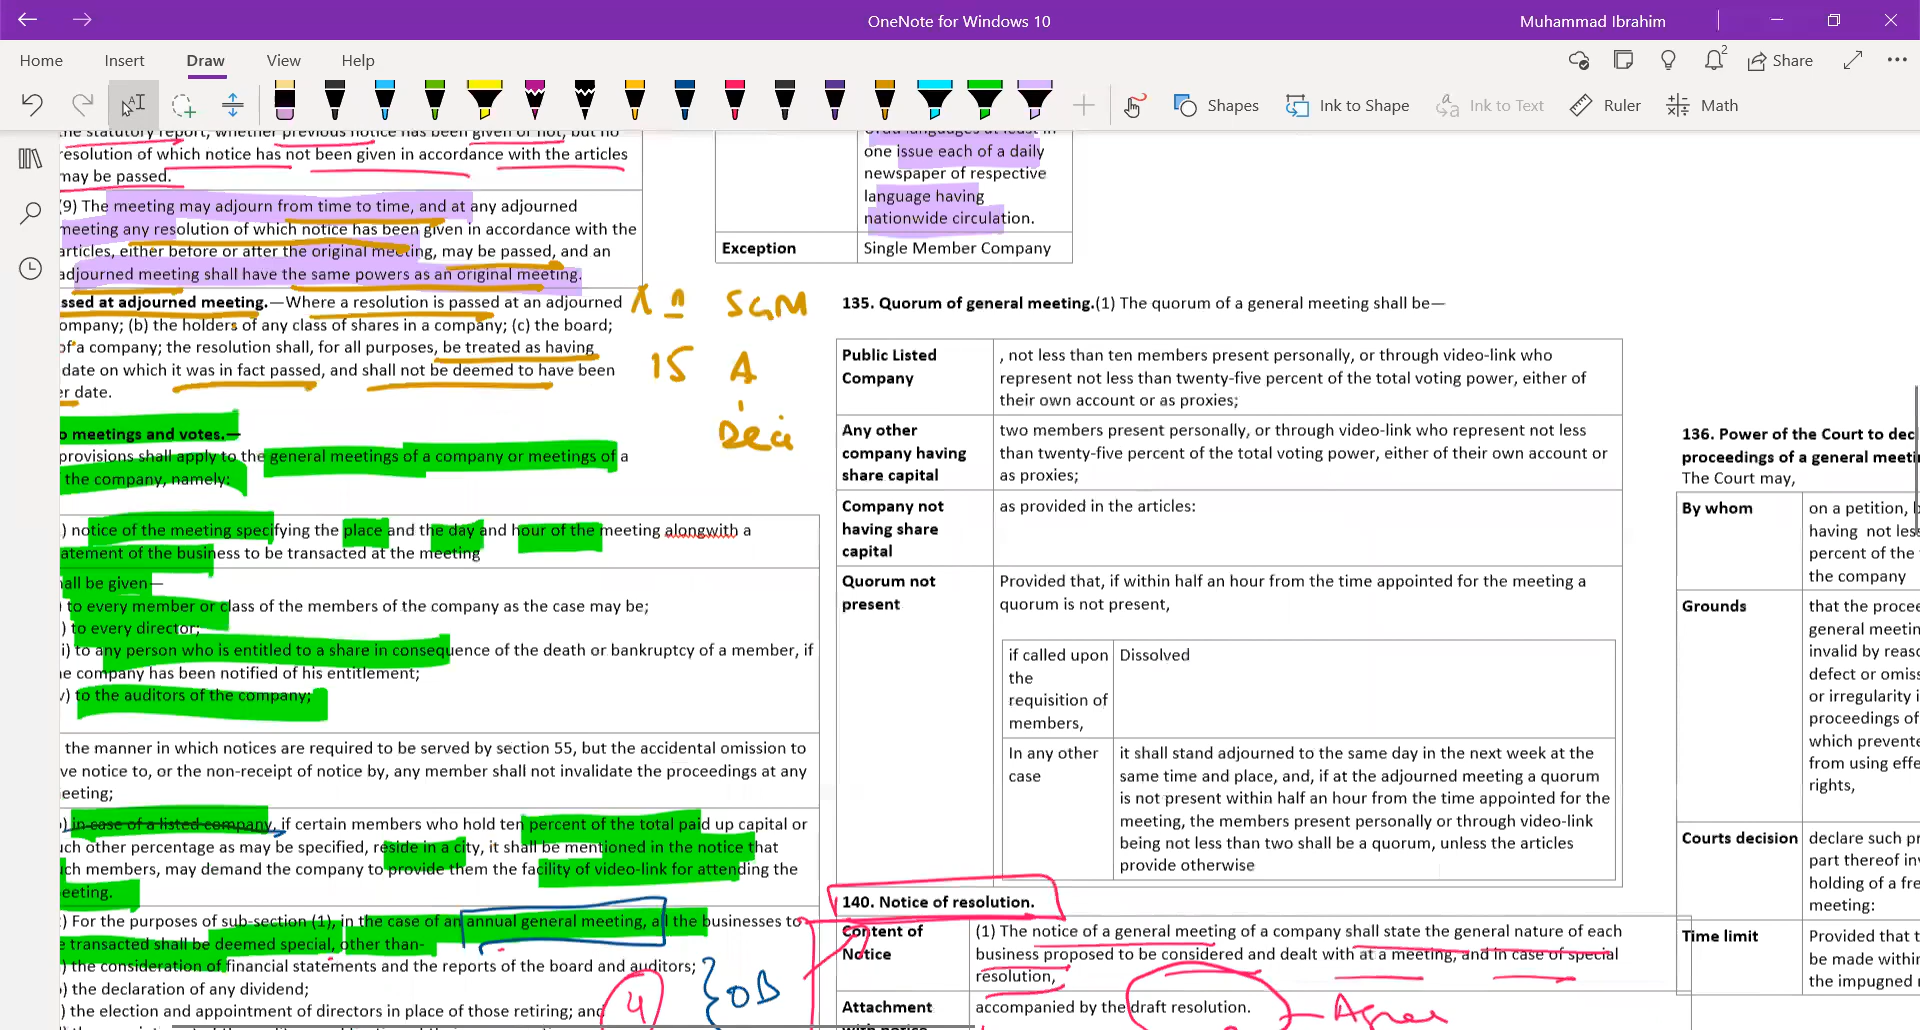 OneNote for Windows 10
Muhammad Ibrahim
Home Insert Draw View Help
2
Share
Shapes Ink to Shape Ink to Text Ruler Math
the statutory report, whether previous notice has been given or not, but no
resolution of which notice has not been given in accordance with the articles
may be passed.
(9) The meeting may adjourn from time to time, and at any adjourned
meeting any resolution of which notice has been given in accordance with the
articles, either before or after the original meeting, may be passed, and an
adjourned meeting shall have the same powers as an original meeting.
ssed at adjourned meeting.—Where a resolution is passed at an adjourned
ompany; (b) the holders of any class of shares in a company; (c) the board;
of a company; the resolution shall, for all purposes, be treated as having
date on which it was in fact passed, and shall not be deemed to have been
er date.
SGM
15 A
Deci
o meetings and votes.—
provisions shall apply to the general meetings of a company or meetings of a
the company, namely:
) notice of the meeting specifying the place and the day and hour of the meeting alongwith a
atement of the business to be transacted at the meeting
hall be given—
) to every member or class of the members of the company as the case may be;
) to every director;
i) to any person who is entitled to a share in consequence of the death or bankruptcy of a member, if
e company has been notified of his entitlement;
v) to the auditors of the company;
the manner in which notices are required to be served by section 55, but the accidental omission to
ve notice to, or the non-receipt of notice by, any member shall not invalidate the proceedings at any
eeting;
) in case of a listed company, if certain members who hold ten percent of the total paid up capital or
uch other percentage as may be specified, reside in a city, it shall be mentioned in the notice that
uch members, may demand the company to provide them the facility of video-link for attending the
eeting.
) For the purposes of sub-section (1), in the case of an annual general meeting, all the businesses to
e transacted shall be deemed special, other than-
) the consideration of financial statements and the reports of the board and auditors;
) the declaration of any dividend;
) the election and appointment of directors in place of those retiring; and
4
OB
Urdu languages at least in
one issue each of a daily
newspaper of respective
language having
nationwide circulation.
Exception Single Member Company
135. Quorum of general meeting.(1) The quorum of a general meeting shall be—
Public Listed
Company
, not less than ten members present personally, or through video-link who
represent not less than twenty-five percent of the total voting power, either of
their own account or as proxies;
Any other
company having
share capital
two members present personally, or through video-link who represent not less
than twenty-five percent of the total voting power, either of their own account or
as proxies;
Company not
having share
capital
as provided in the articles:
Quorum not
present
Provided that, if within half an hour from the time appointed for the meeting a
quorum is not present,
if called upon
the
requisition of
members,
Dissolved
In any other
case
it shall stand adjourned to the same day in the next week at the
same time and place, and, if at the adjourned meeting a quorum
is not present within half an hour from the time appointed for the
meeting, the members present personally or through video-link
being not less than two shall be a quorum, unless the articles
provide otherwise
140. Notice of resolution.
Content of
Notice
(1) The notice of a general meeting of a company shall state the general nature of each
business proposed to be considered and dealt with at a meeting, and in case of special
resolution,
Attachment
with notice
accompanied by the draft resolution.
Agree
136. Power of the Court to dec
proceedings of a general meeti
The Court may,
By whom
on a petition, b
having not less
percent of the
the company
Grounds
that the procee
general meetin
invalid by reaso
defect or omiss
or irregularity i
proceedings of
which prevente
from using effe
rights,
Courts decision
declare such pr
part thereof inv
holding of a fre
meeting:
Time limit
Provided that t
be made within
the impugned r